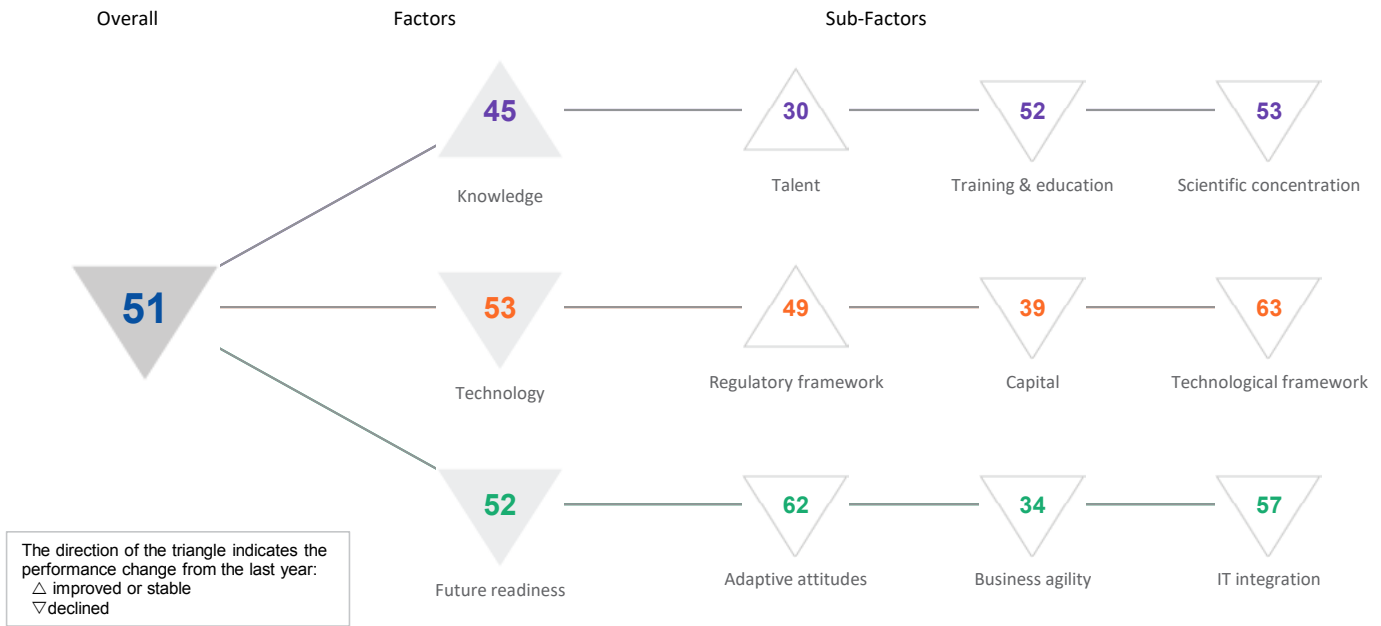 Overall Factors Sub-Factors
45 30 52 53
Knowledge Talent Training & education Scientific concentration
51 53 49 39 63
Technology Regulatory framework Capital Technological framework
52 62 34 57
Future readiness Adaptive attitudes Business agility IT integration
The direction of the triangle indicates the
performance change from the last year:
△ improved or stable
▽declined